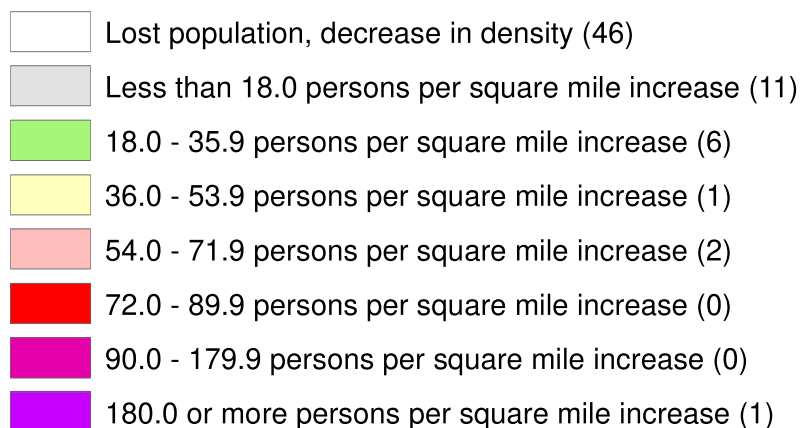 Lost population, decrease in density (46)
Less than 18.0 persons per square mile increase (11)
18.0 - 35.9 persons per square mile increase (6)
36.0 - 53.9 persons per square mile increase (1)
54.0 - 71.9 persons per square mile increase (2)
72.0 - 89.9 persons per square mile increase (0)
90.0 - 179.9 persons per square mile increase (0)
180.0 or more persons per square mile increase (1)